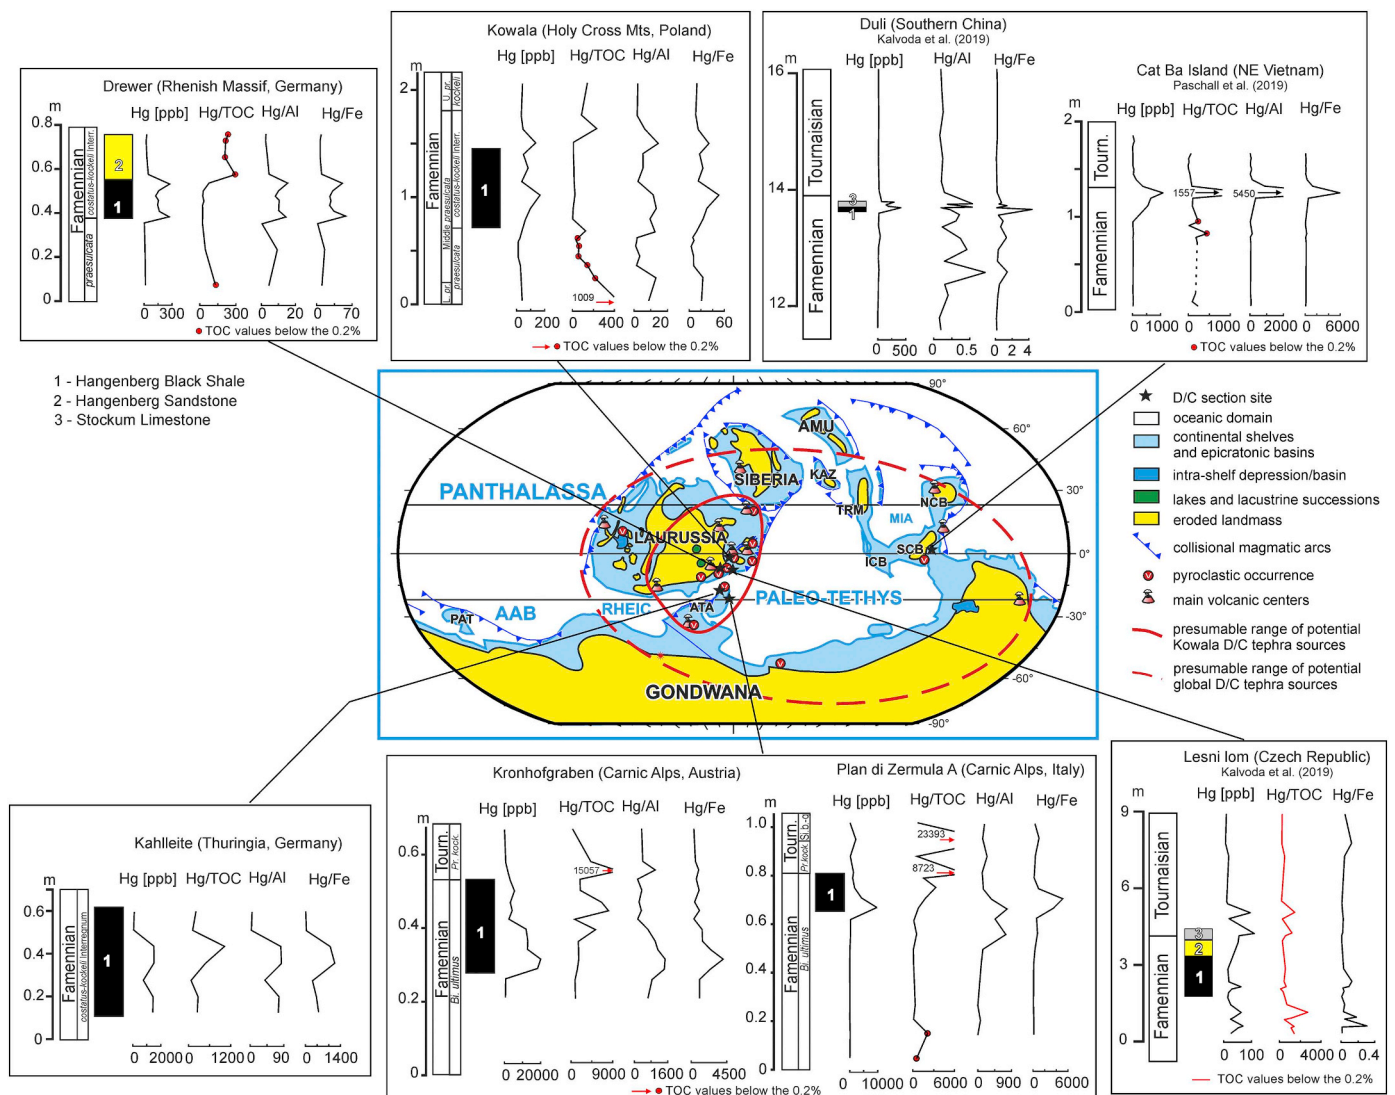 Drewer (Rhenish Massif, Germany)
m
Hg [ppb] Hg/TOC Hg/Al Hg/Fe
0.8
0.6
0.4
0.2
0
Famennian
praesulcata
costatus-kockeli Interr.
2
1
0 300 0 300 0 20 0 70
TOC values below the 0.2%
Kowala (Holy Cross Mts, Poland)
m
Hg [ppb] Hg/TOC Hg/Al Hg/Fe
2
1
0
Famennian
L. pr.
Middle praesulcata
U. pr.
praesulcata
costatus-kockeli Interr.
kockeli
1
1009
0 200 0 400 0 20 0 60
TOC values below the 0.2%
Duli (Southern China)
Kalvoda et al. (2019)
m
Hg [ppb] Hg/Al Hg/Fe
16
14
12
Tournaisian
Famennian
3
1
0 500 0 0.5 0 2 4
Cat Ba Island (NE Vietnam)
Paschall et al. (2019)
m
Hg [ppb] Hg/TOC Hg/Al Hg/Fe
2
1
0
Tourn.
Famennian
1557
5450
0 1000 0 1000 0 2000 0 6000
TOC values below the 0.2%
1 - Hangenberg Black Shale
2 - Hangenberg Sandstone
3 - Stockum Limestone
90°
60°
30°
0°
-30°
-60°
-90°
PANTHALASSA
AMU
SIBERIA
KAZ
TRM
NCB
MIA
LAURUSSIA
SCB
ICB
RHEIC
ATA
PALEO-TETHYS
AAB
PAT
GONDWANA
D/C section site
oceanic domain
continental shelves
and epicratonic basins
intra-shelf depression/basin
lakes and lacustrine successions
eroded landmass
collisional magmatic arcs
V pyroclastic occurrence
main volcanic centers
presumable range of potential
Kowala D/C tephra sources
presumable range of potential
global D/C tephra sources
Kahlleite (Thuringia, Germany)
m
Hg [ppb] Hg/TOC Hg/Al Hg/Fe
0.6
0.4
0.2
0
Famennian
costatus-kockeli Interregnum
1
0 2000 0 12000 0 90 0 1400
Kronhofgraben (Carnic Alps, Austria)
m
Hg [ppb] Hg/TOC Hg/Al Hg/Fe
0.6
0.4
0.2
Tourn.
Pr. kock.
Famennian
Bi. ultimus
1
15057
0 20000 0 9000 0 1600 0 4500
TOC values below the 0.2%
Plan di Zermula A (Carnic Alps, Italy)
m
Hg [ppb] Hg/TOC Hg/Al Hg/Fe
1.0
0.8
0.6
0.4
0.2
0
Tourn.
Pr.kock.
Famennian
Bi. ultimus
1
23393
8723
0 10000 0 6000 0 900 0 6000
Lesni lom (Czech Republic)
Kalvoda et al. (2019)
m
Hg [ppb] Hg/TOC Hg/Al
9
6
3
0
Tournaisian
Famennian
3
2
1
0 100 0 4000 0 0.4
TOC values below the 0.2%